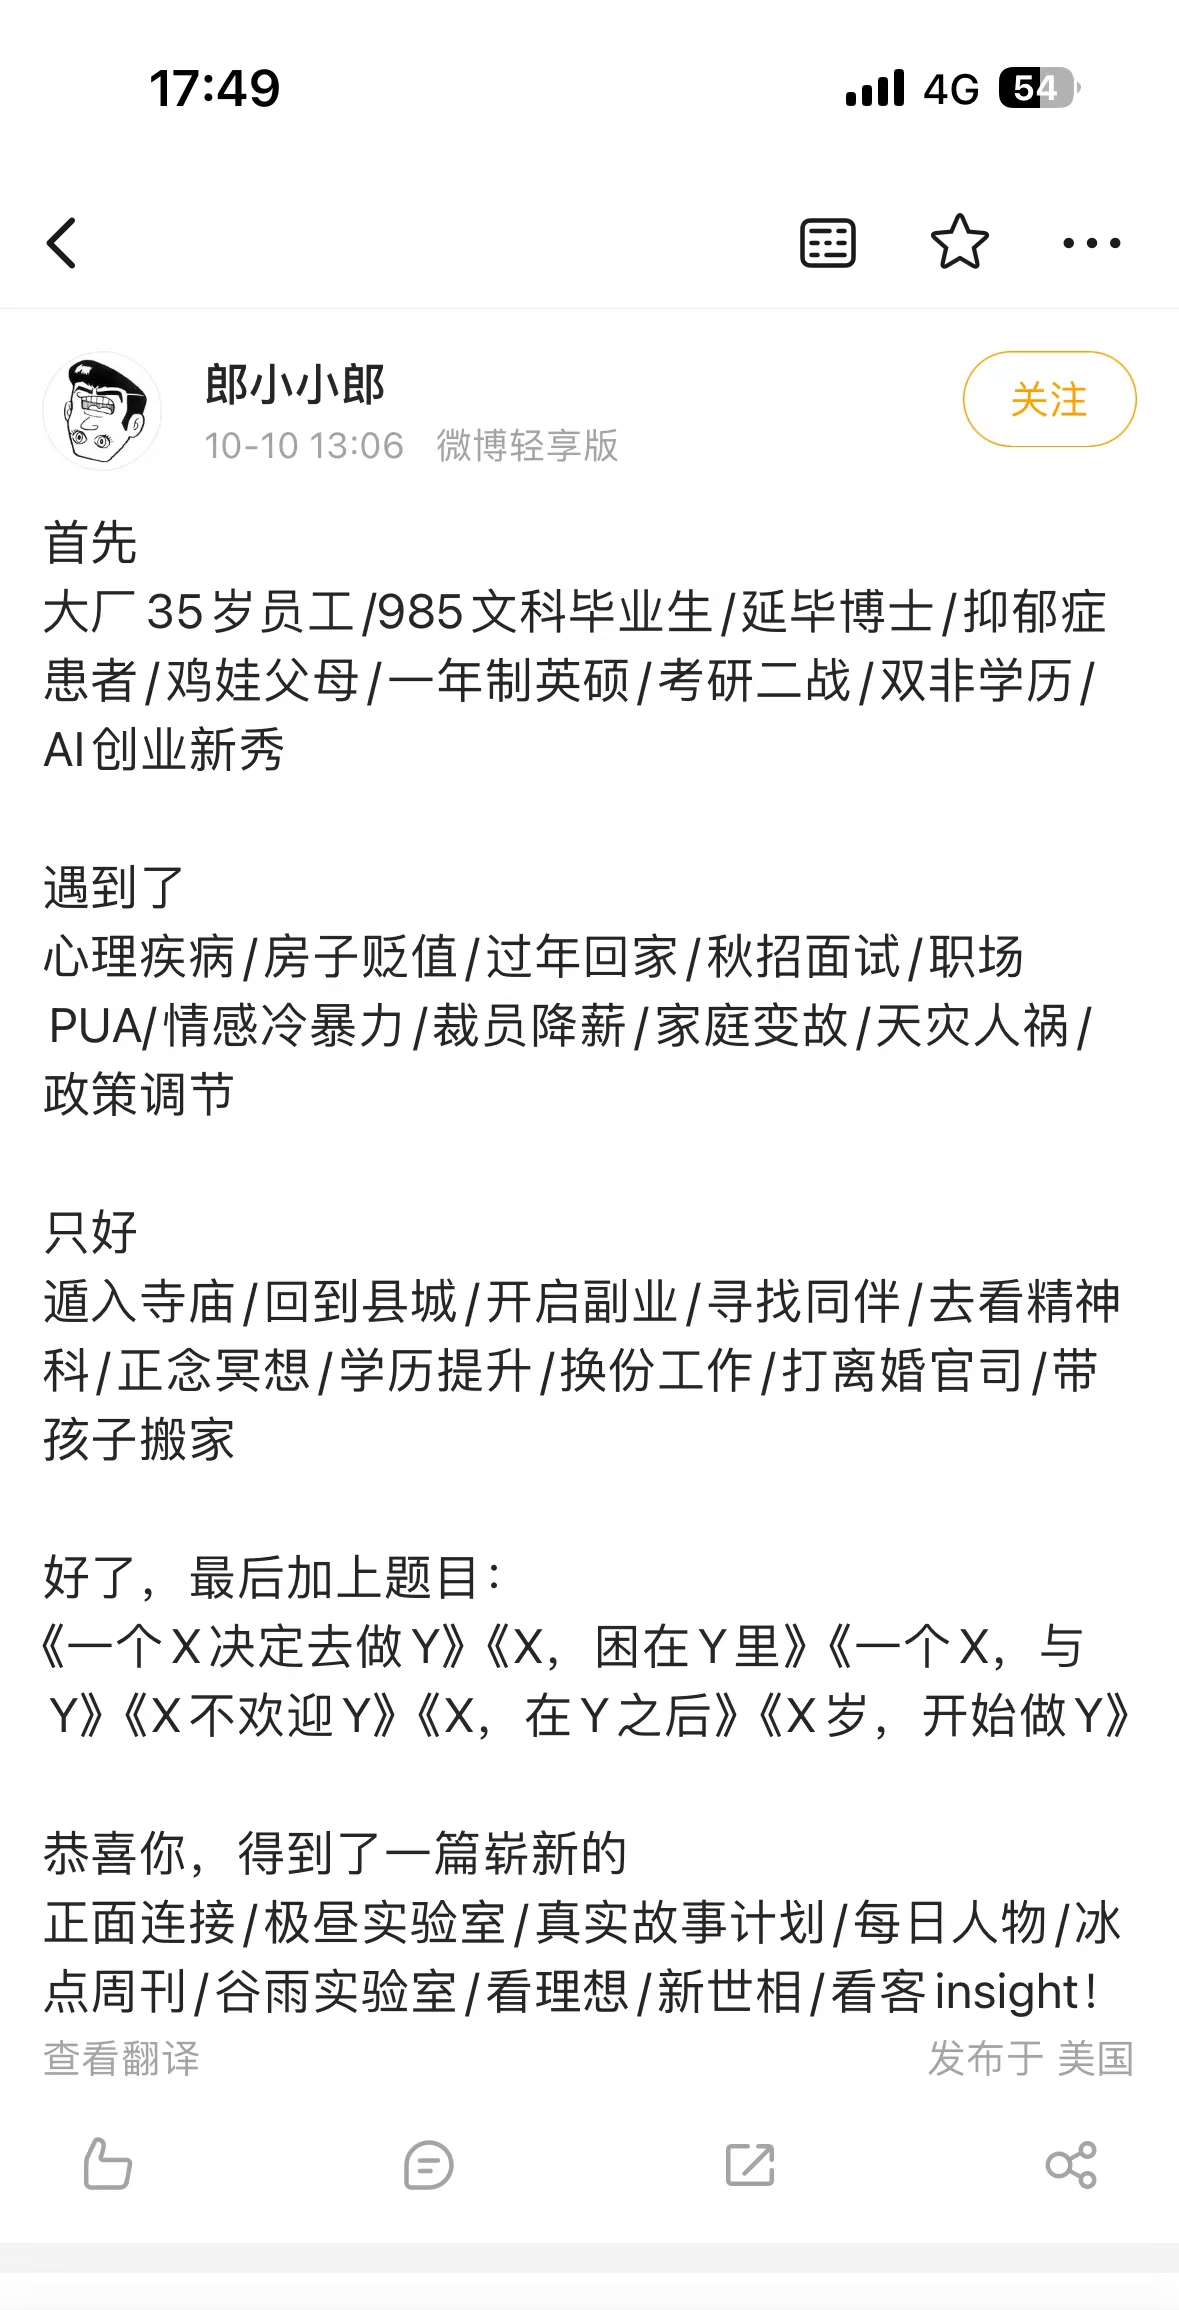 17:49
4G 54
郎小小郎
10-10 13:06 微博轻享版
关注
首先
大厂35岁员工/985文科毕业生/延毕博士/抑郁症
患者/鸡娃父母/一年制英硕/考研二战/双非学历/
AI创业新秀
遇到了
心理疾病/房子贬值/过年回家/秋招面试/职场
PUA/情感冷暴力/裁员降薪/家庭变故/天灾人祸/
政策调节
只好
遁入寺庙/回到县城/开启副业/寻找同伴/去看精神
科/正念冥想/学历提升/换份工作/打离婚官司/带
孩子搬家
好了，最后加上题目：
《一个X决定去做Y》《X，困在Y里》《一个X，与
Y》《X不欢迎Y》《X，在Y之后》《X岁，开始做Y》
恭喜你，得到了一篇崭新的
正面连接/极昼实验室/真实故事计划/每日人物/冰
点周刊/谷雨实验室/看理想/新世相/看客insight！
查看翻译
发布于 美国